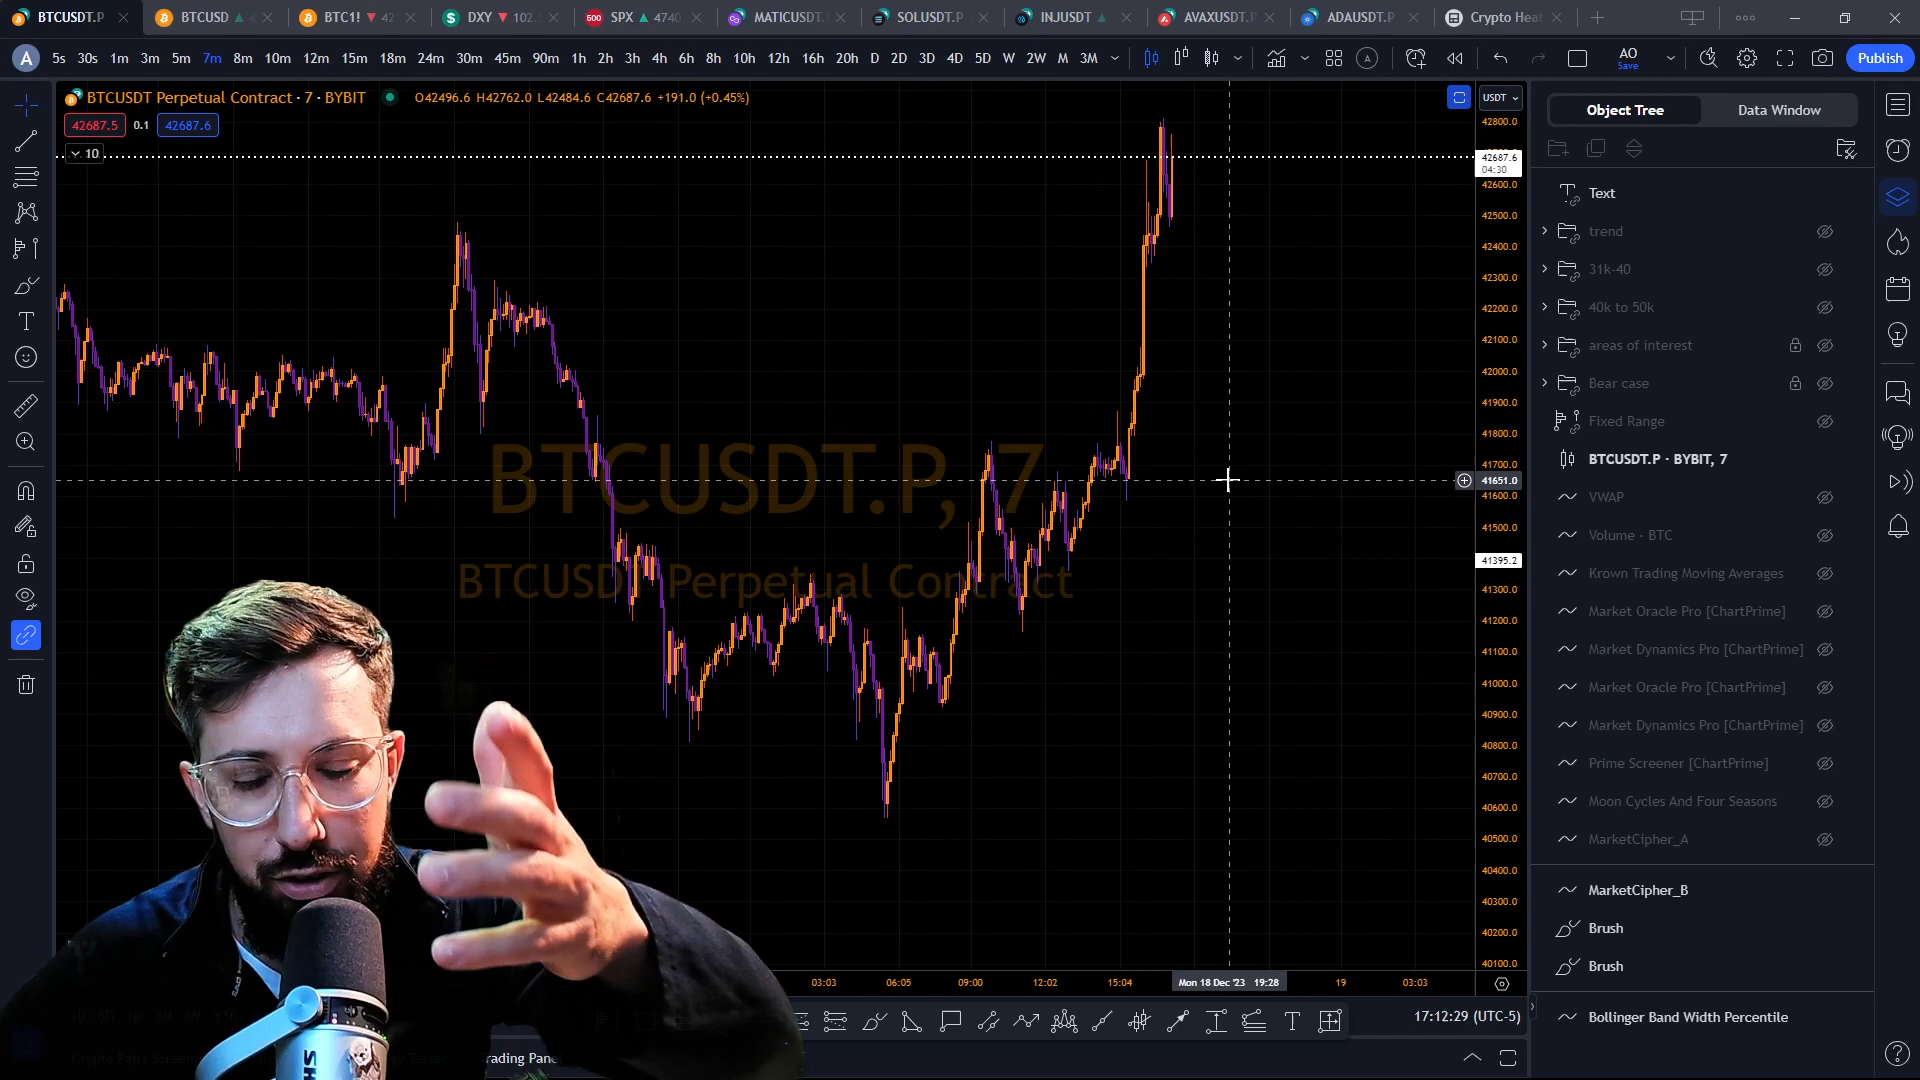 BTCUSDT.P BTCUSD BTC1! 42 DXY 102. SPX 4740 MATICUSDT. SOLUSDT.P INJUSDT AVAXUSDT. ADAUSDT.P Crypto Hea
A 5s 30s 1m 3m 5m 7m 8m 10m 12m 15m 18m 24m 30m 45m 90m 1h 2h 3h 4h 6h 8h 10h 12h 16h 20h D 2D 3D 4D 5D W 2W M 3M A AO Save Publish
BTCUSDT Perpetual Contract · 7 · BYBIT O42496.6 H42762.0 L42484.6 C42687.6 +191.0 (+0.45%) USDT
42687.5 0.1 42687.6
10
BTCUSDT.P, 7
BTCUSDT Perpetual Contract
42800.0
42687.6
04:30
42600.0
42500.0
42400.0
42300.0
42200.0
42100.0
42000.0
41900.0
41800.0
41700.0
41651.0
41600.0
41500.0
41395.2
41300.0
41200.0
41100.0
41000.0
40900.0
40800.0
40700.0
40600.0
40500.0
40400.0
40300.0
40200.0
40100.0
03:03 06:05 09:00 12:02 15:04 Mon 18 Dec '23 19:28 19 03:03
17:12:29 (UTC-5)
Crypto Pairs Screener Tester Trading Pane
Object Tree Data Window
Text
trend
31k-40
40k to 50k
areas of interest
Bear case
Fixed Range
BTCUSDT.P · BYBIT, 7
VWAP
Volume - BTC
Krown Trading Moving Averages
Market Oracle Pro [ChartPrime]
Market Dynamics Pro [ChartPrime]
Market Oracle Pro [ChartPrime]
Market Dynamics Pro [ChartPrime]
Prime Screener [ChartPrime]
Moon Cycles And Four Seasons
MarketCipher_A
MarketCipher_B
Brush
Brush
Bollinger Band Width Percentile